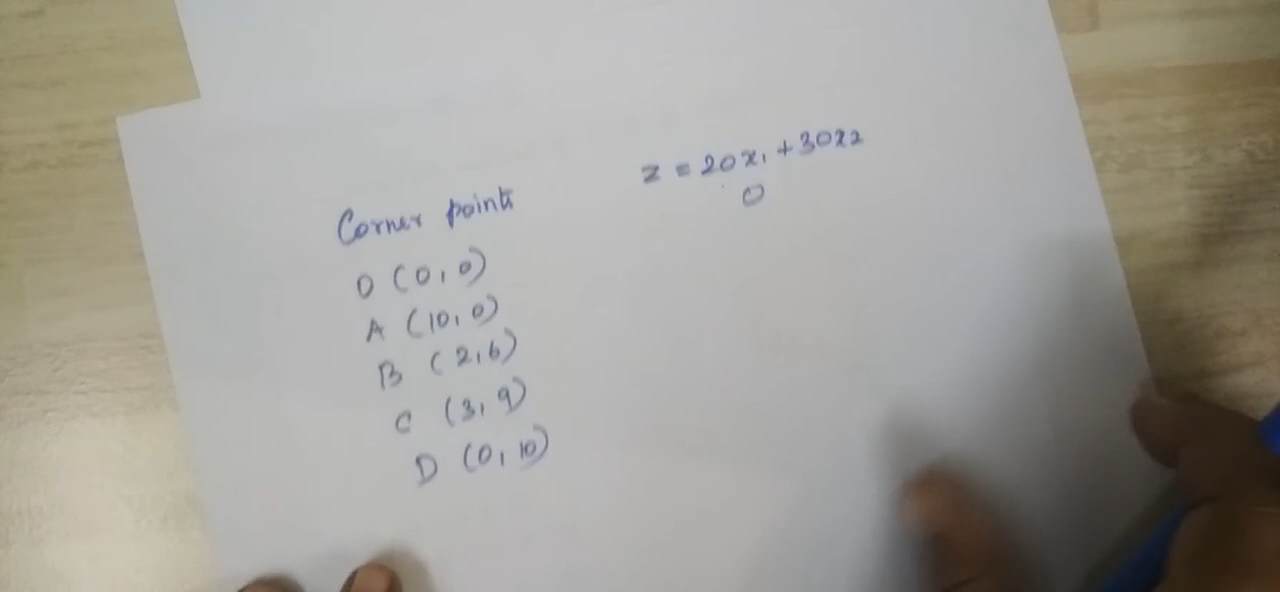 z = 20x₁ + 30x₂
0
Corner points
O (0, 0)
A (10, 0)
B (2, 6)
C (3, 9)
D (0, 10)